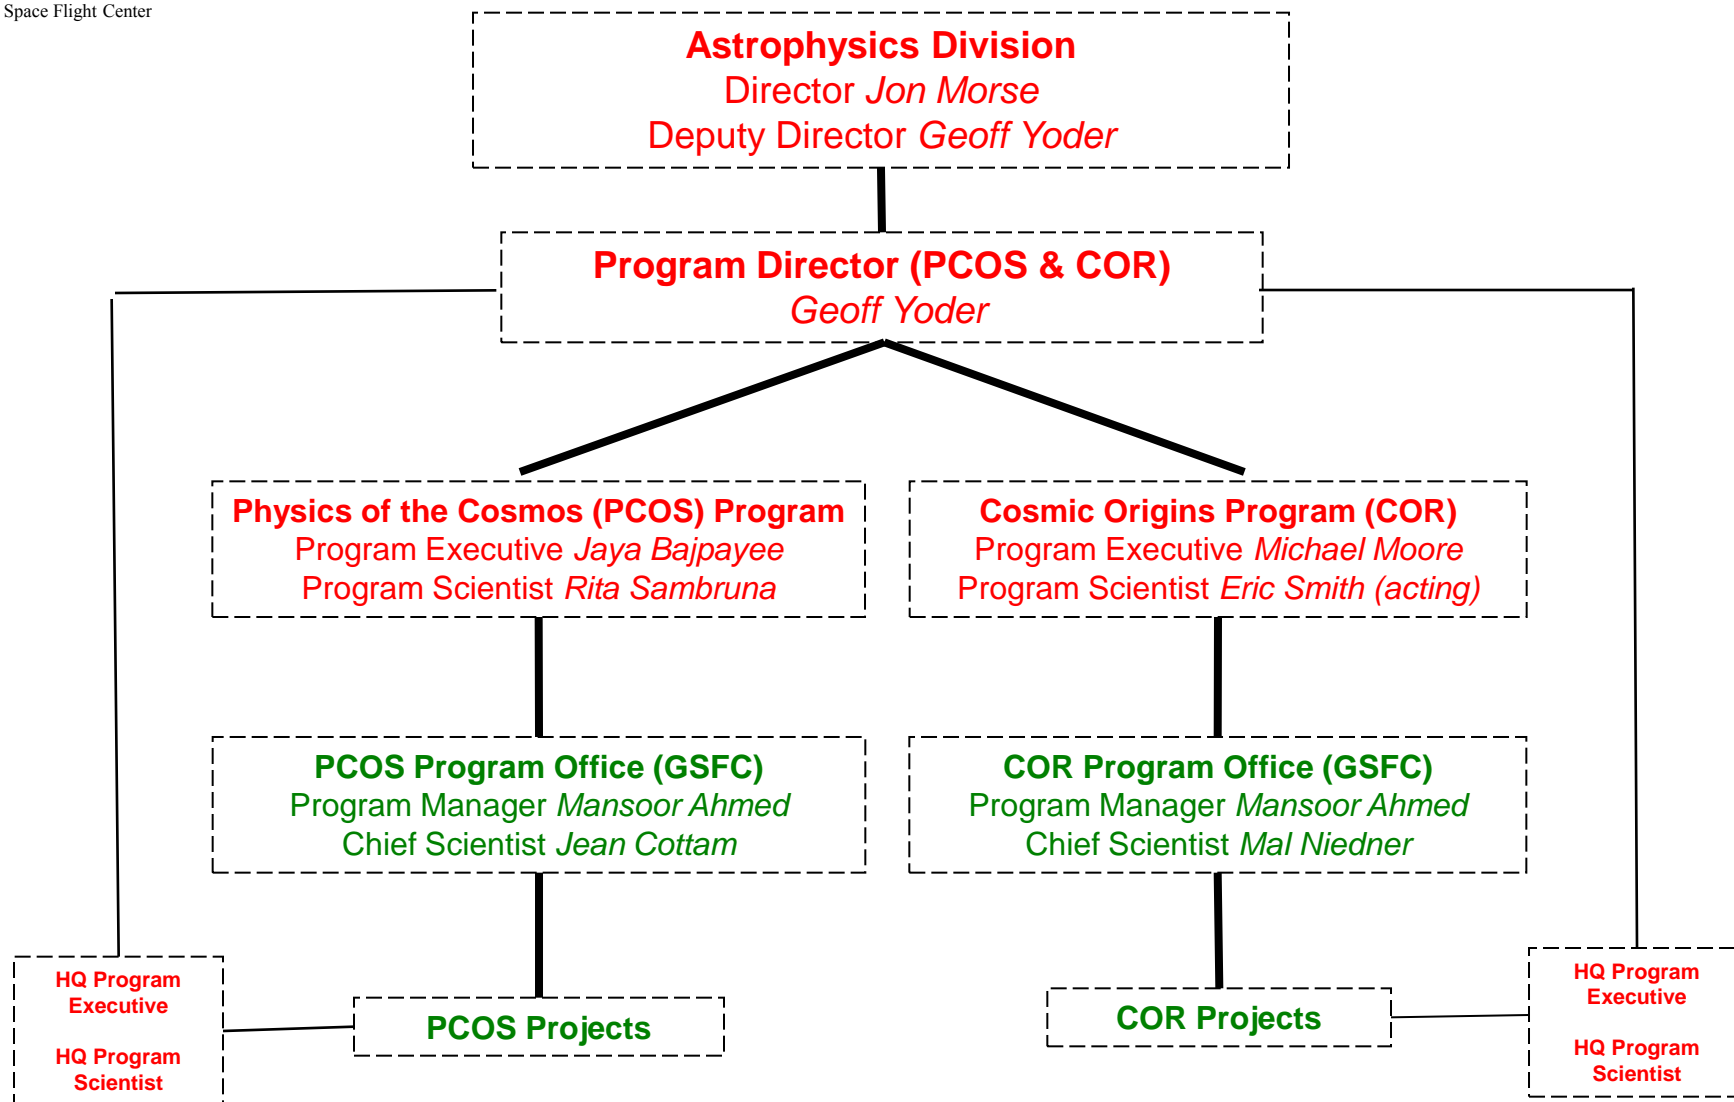 Space Flight Center
Astrophysics Division
Director Jon Morse
Deputy Director Geoff Yoder
Program Director (PCOS & COR)
Geoff Yoder
Physics of the Cosmos (PCOS) Program
Program Executive Jaya Bajpayee
Program Scientist Rita Sambruna
Cosmic Origins Program (COR)
Program Executive Michael Moore
Program Scientist Eric Smith (acting)
PCOS Program Office (GSFC)
Program Manager Mansoor Ahmed
Chief Scientist Jean Cottam
COR Program Office (GSFC)
Program Manager Mansoor Ahmed
Chief Scientist Mal Niedner
HQ Program
Executive
HQ Program
Scientist
PCOS Projects
COR Projects
HQ Program
Executive
HQ Program
Scientist